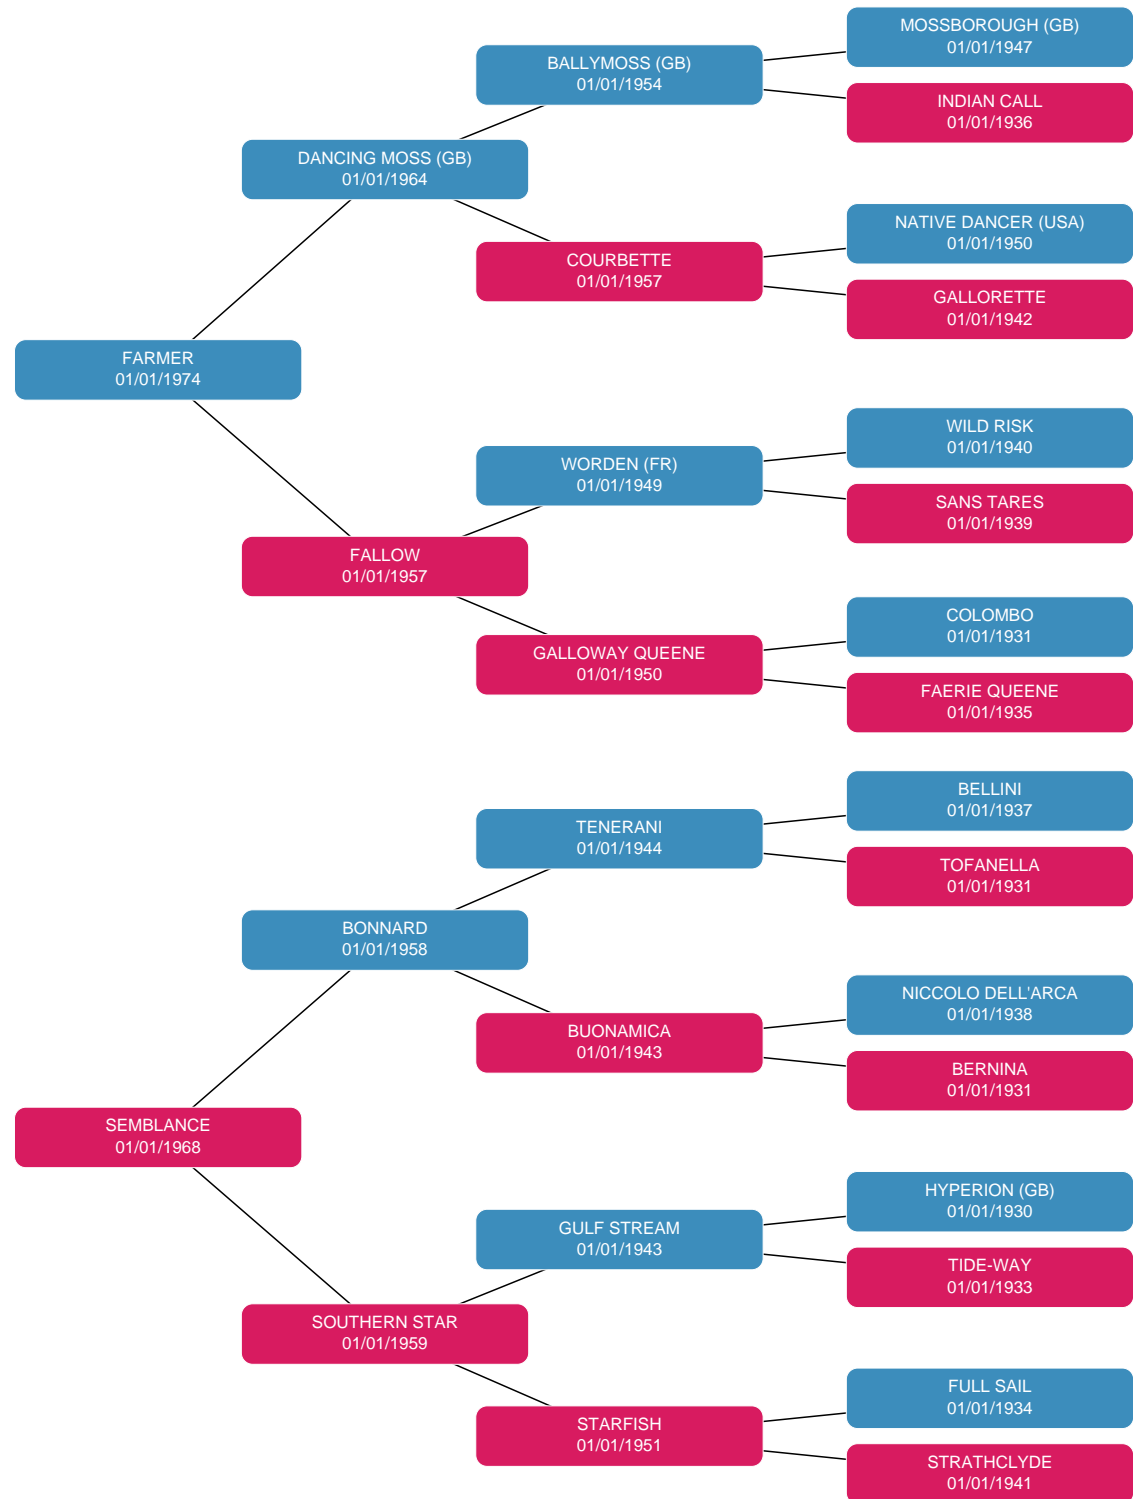 MOSSBOROUGH (GB)
01/01/1947
BALLYMOSS (GB)
01/01/1954
INDIAN CALL
01/01/1936
DANCING MOSS (GB)
01/01/1964
NATIVE DANCER (USA)
01/01/1950
COURBETTE
01/01/1957
GALLORETTE
01/01/1942
FARMER
01/01/1974
WILD RISK
01/01/1940
WORDEN (FR)
01/01/1949
SANS TARES
01/01/1939
FALLOW
01/01/1957
COLOMBO
01/01/1931
GALLOWAY QUEENE
01/01/1950
FAERIE QUEENE
01/01/1935
BELLINI
01/01/1937
TENERANI
01/01/1944
TOFANELLA
01/01/1931
BONNARD
01/01/1958
NICCOLO DELL'ARCA
01/01/1938
BUONAMICA
01/01/1943
BERNINA
01/01/1931
SEMBLANCE
01/01/1968
HYPERION (GB)
01/01/1930
GULF STREAM
01/01/1943
TIDE-WAY
01/01/1933
SOUTHERN STAR
01/01/1959
FULL SAIL
01/01/1934
STARFISH
01/01/1951
STRATHCLYDE
01/01/1941